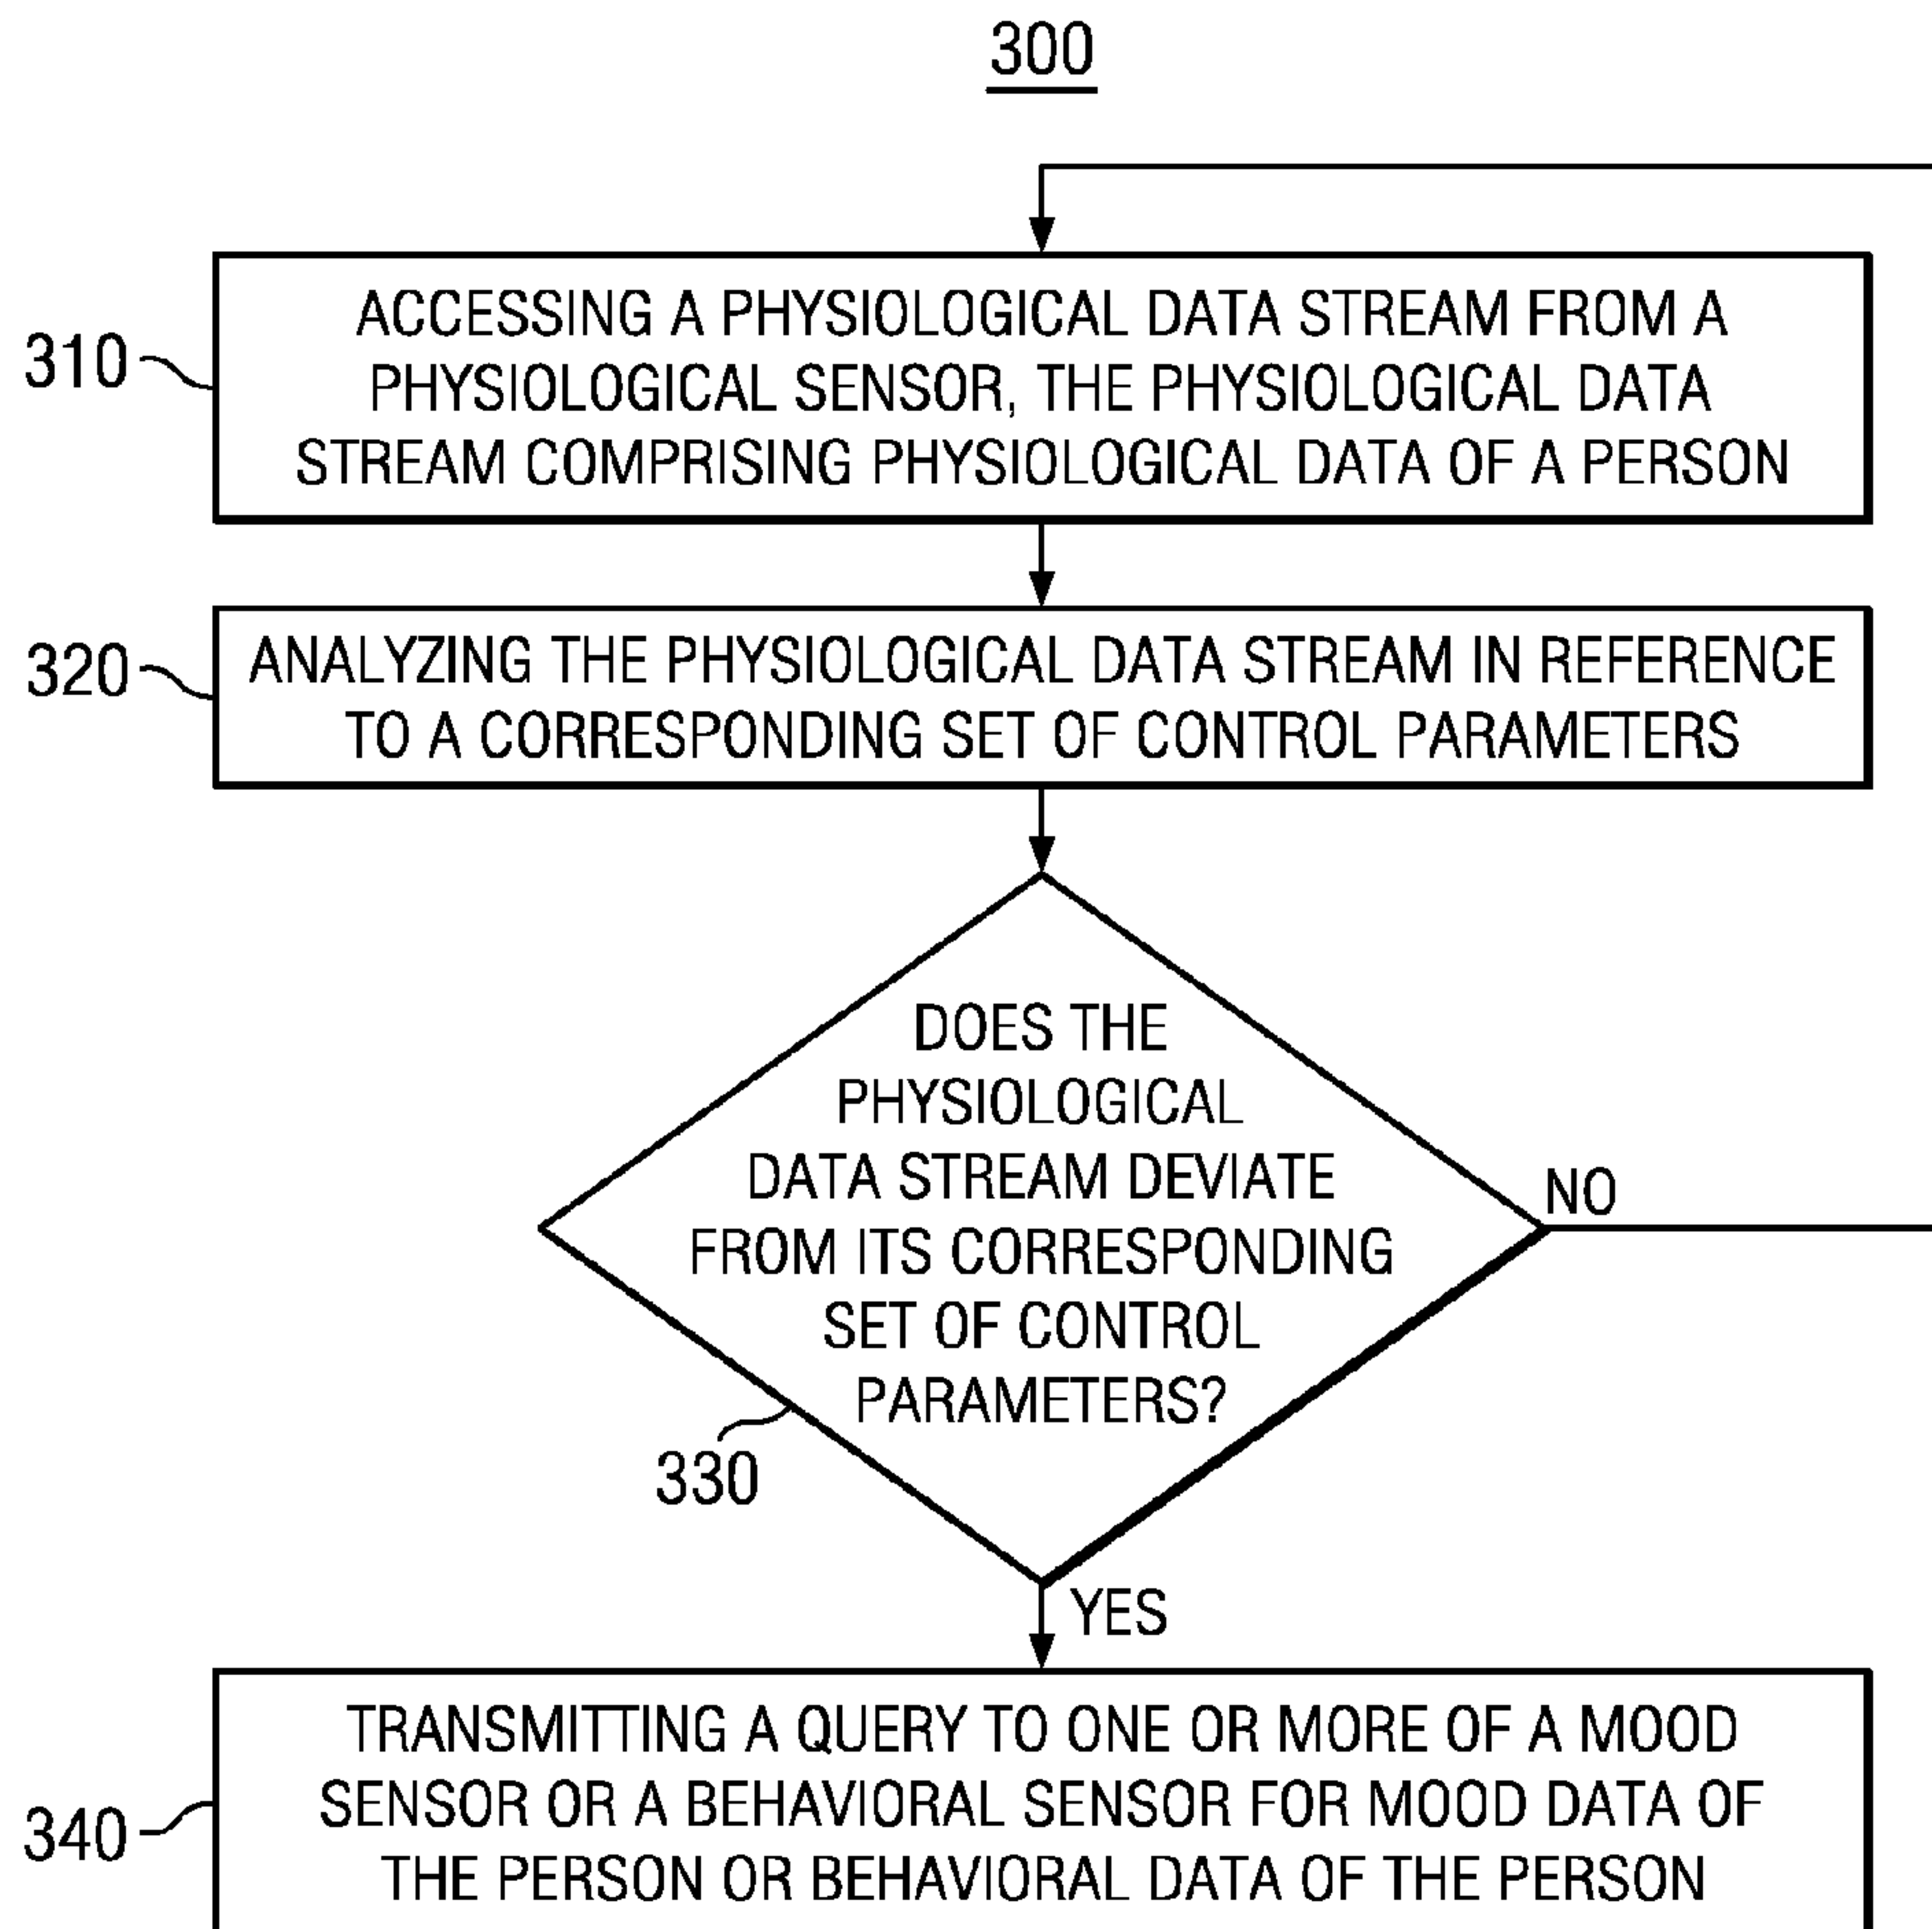 300
310
ACCESSING A PHYSIOLOGICAL DATA STREAM FROM A
PHYSIOLOGICAL SENSOR, THE PHYSIOLOGICAL DATA
STREAM COMPRISING PHYSIOLOGICAL DATA OF A PERSON
320
ANALYZING THE PHYSIOLOGICAL DATA STREAM IN REFERENCE
TO A CORRESPONDING SET OF CONTROL PARAMETERS
DOES THE
PHYSIOLOGICAL
DATA STREAM DEVIATE
FROM ITS CORRESPONDING
SET OF CONTROL
PARAMETERS?
NO
330
YES
340
TRANSMITTING A QUERY TO ONE OR MORE OF A MOOD
SENSOR OR A BEHAVIORAL SENSOR FOR MOOD DATA OF
THE PERSON OR BEHAVIORAL DATA OF THE PERSON